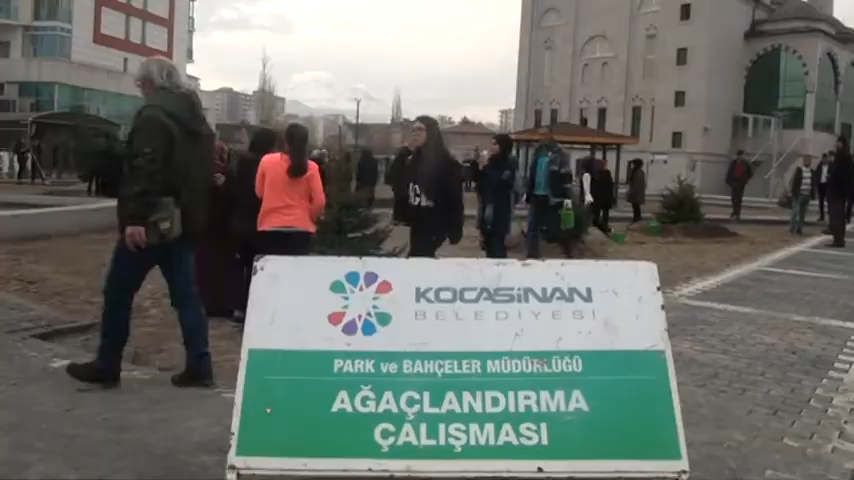 KOCASİNAN
BELEDİYESİ
PARK ve BAHÇELER MÜDÜRLÜĞÜ
AĞAÇLANDIRMA
ÇALIŞMASI